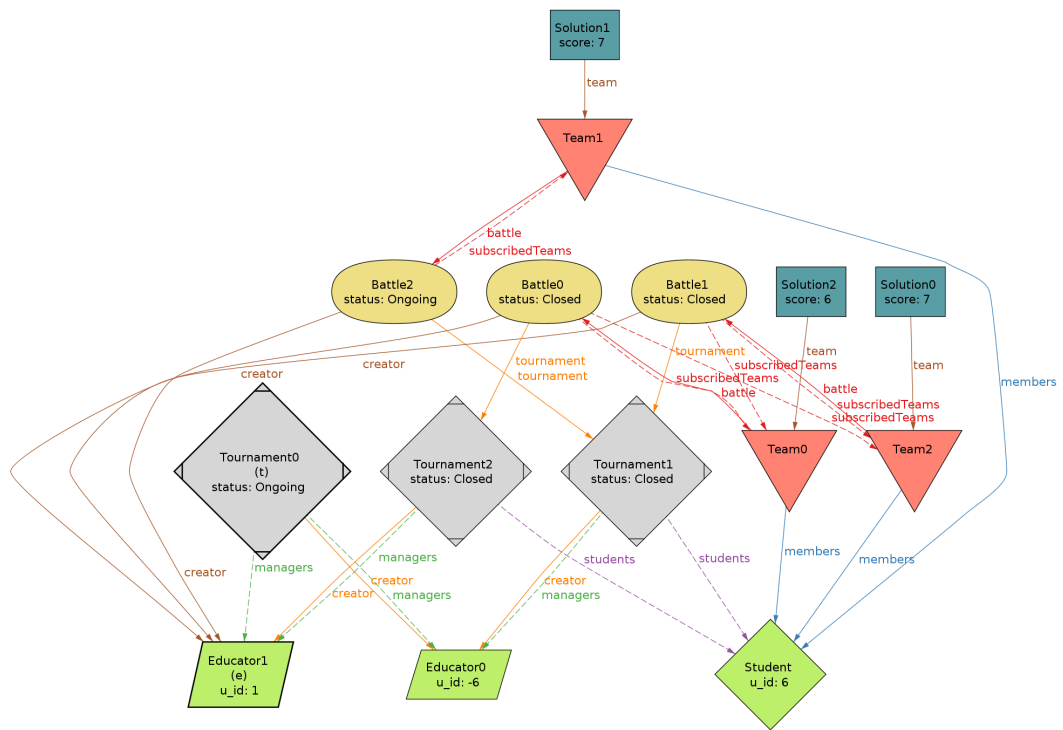 Solution1
score: 7
team
Team1
battle
subscribedTeams
Battle2
status: Ongoing
Battle0
status: Closed
Battle1
status: Closed
Solution2
score: 6
Solution0
score: 7
creator
creator
tournament
tournament
tournament
subscribedTeams
subscribedTeams
battle
team
team
battle
subscribedTeams
subscribedTeams
members
Tournament0
(t)
status: Ongoing
Tournament2
status: Closed
Tournament1
status: Closed
Team0
Team2
creator
managers
managers
creator
creator
managers
creator
managers
students
students
members
members
Educator1
(e)
u_id: 1
Educator0
u_id: -6
Student
u_id: 6